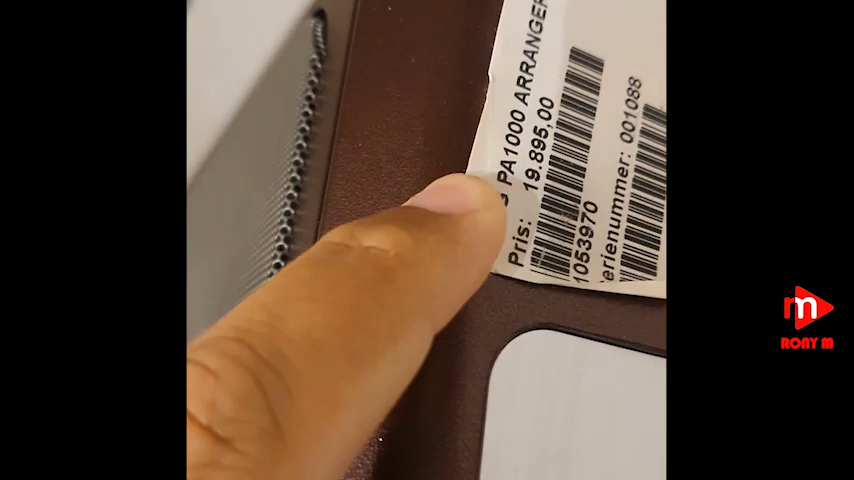 PA1000 ARRANGER
Pris: 19.895,00
1053970
erienummer: 001088
m
RONY M